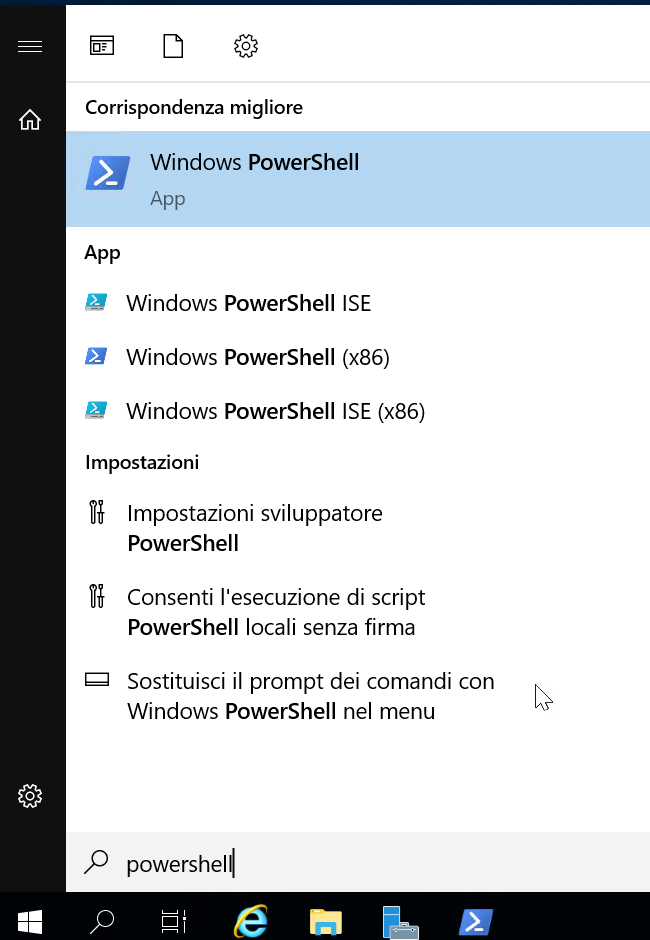 Corrispondenza migliore
Windows PowerShell
App
App
Windows PowerShell ISE
Windows PowerShell (x86)
Windows PowerShell ISE (x86)
Impostazioni
Impostazioni sviluppatore
PowerShell
Consenti l'esecuzione di script
PowerShell locali senza firma
Sostituisci il prompt dei comandi con
Windows PowerShell nel menu
powershell